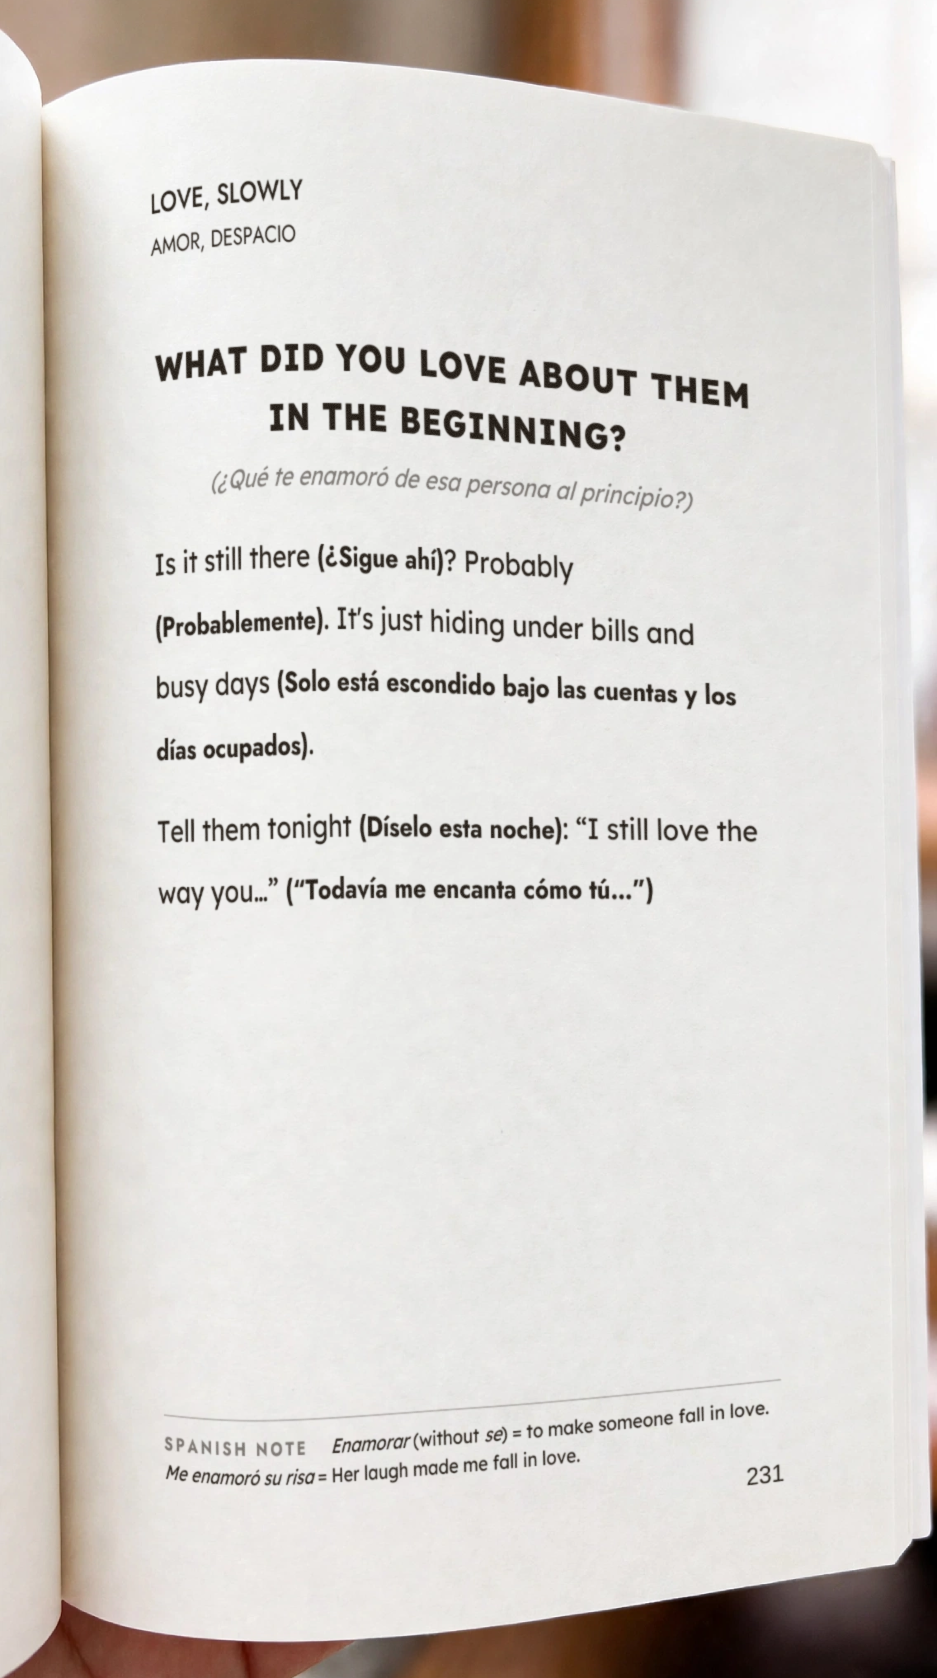 LOVE, SLOWLY
AMOR, DESPACIO
WHAT DID YOU LOVE ABOUT THEM
IN THE BEGINNING?
(¿Qué te enamoró de esa persona al principio?)
Is it still there (¿Sigue ahí)? Probably
(Probablemente). It's just hiding under bills and
busy days (Solo está escondido bajo las cuentas y los
días ocupados).
Tell them tonight (Díselo esta noche): “I still love the
way you...” (“Todavía me encanta cómo tú...”)
SPANISH NOTE Enamorar (without se) = to make someone fall in love.
Me enamoró su risa = Her laugh made me fall in love.
231